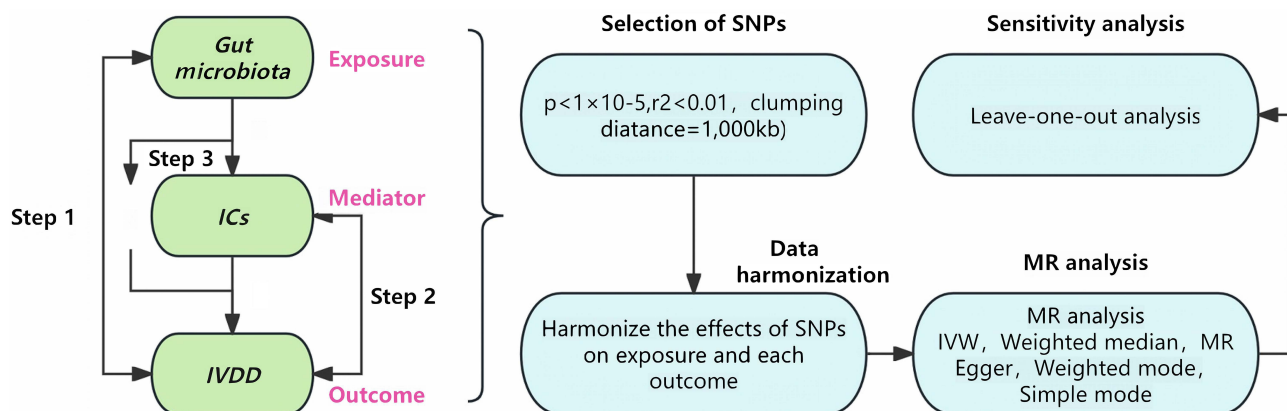 Gut
microbiota
Exposure
Step 3
Step 1
ICs
Mediator
Step 2
IVDD
Outcome
Selection of SNPs
p<1×10-5,r2<0.01，clumping
diatance=1,000kb)
Data
harmonization
Harmonize the effects of SNPs
on exposure and each
outcome
Sensitivity analysis
Leave-one-out analysis
MR analysis
MR analysis
IVW，Weighted median，MR
Egger，Weighted mode，
Simple mode